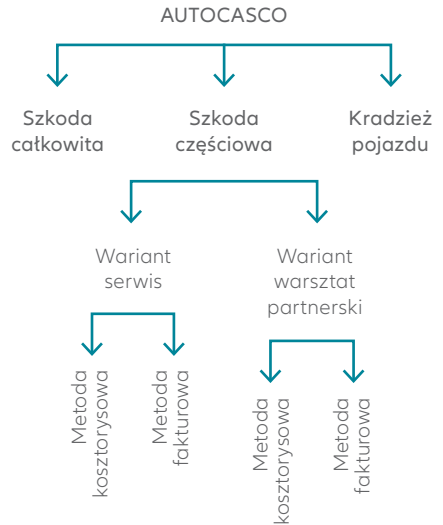 AUTOCASCO
Szkoda
całkowita
Szkoda
częściowa
Kradzież
pojazdu
Wariant
serwis
Wariant
warsztat
partnerski
Metoda
kosztorysowa
Metoda
fakturowa
Metoda
kosztorysowa
Metoda
fakturowa